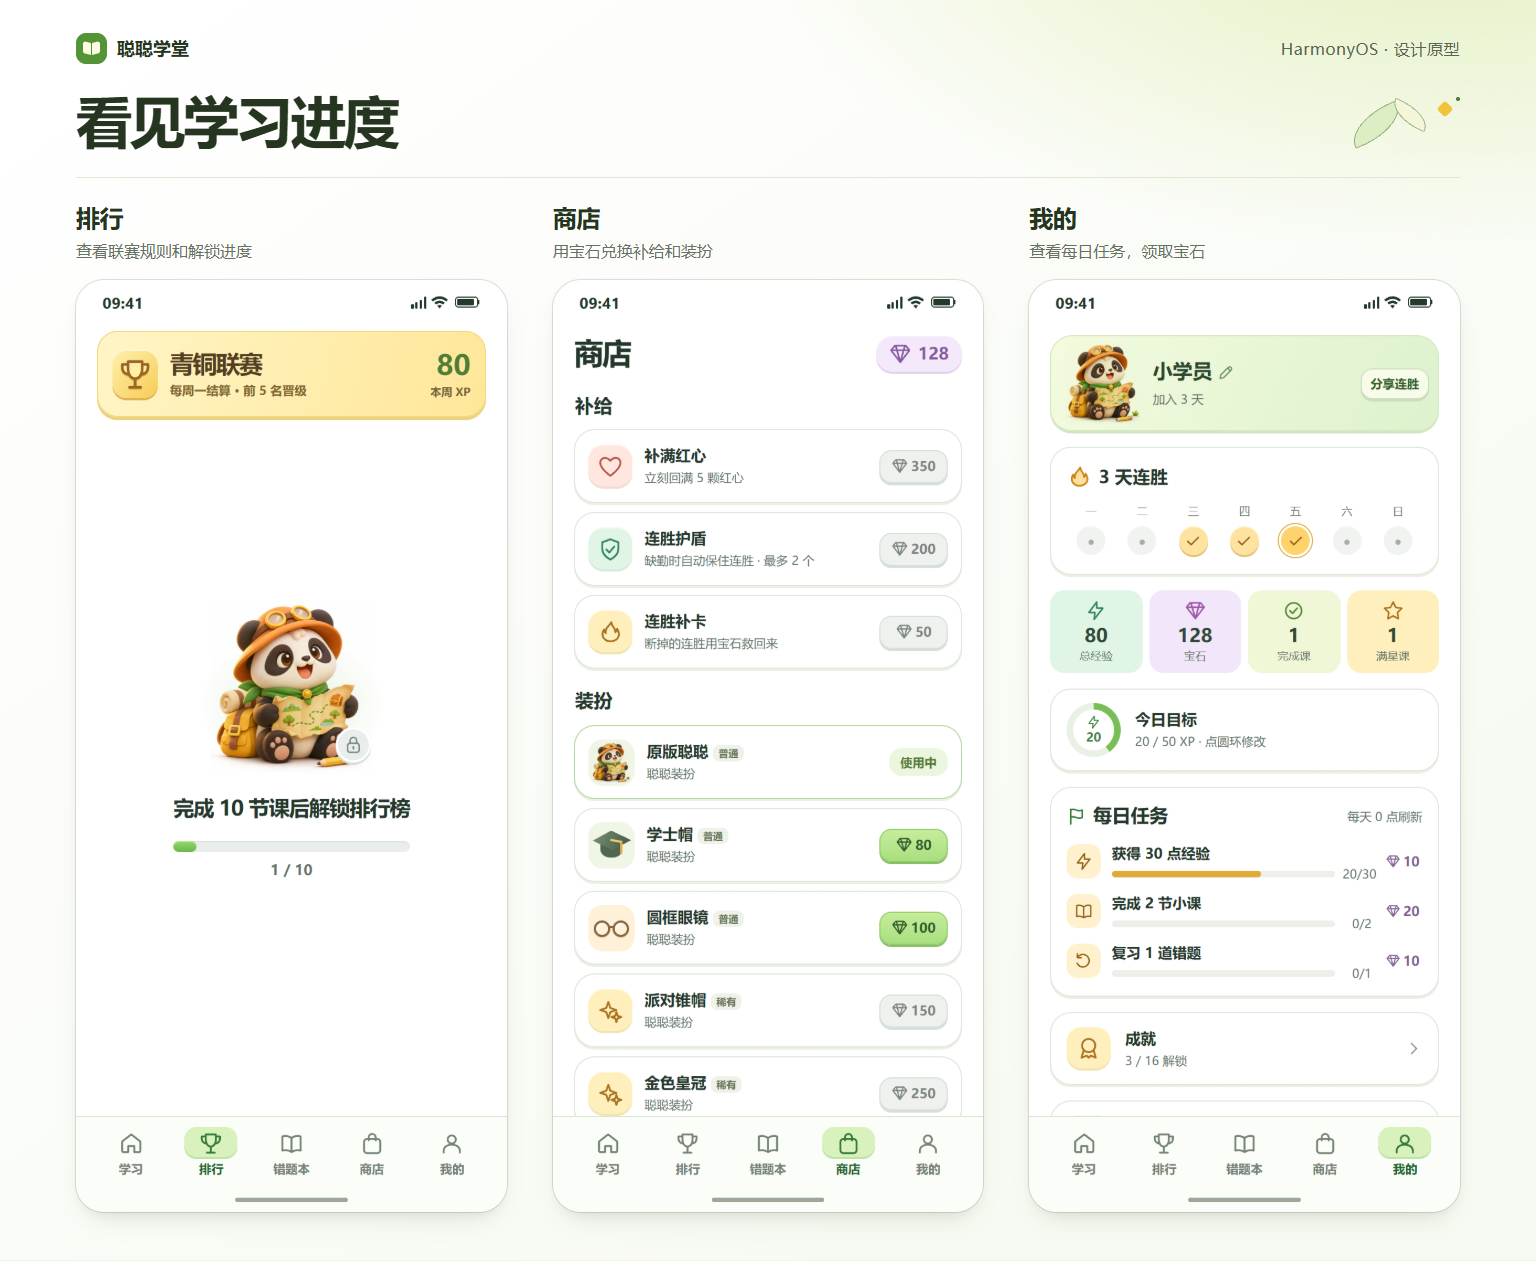 聪聪学堂
HarmonyOS · 设计原型
看见学习进度
排行
查看联赛规则和解锁进度
09:41
青铜联赛
每周一结算 • 前 5 名晋级
80
本周 XP
完成 10 节课后解锁排行榜
1 / 10
学习
排行
错题本
商店
我的
商店
用宝石兑换补给和装扮
09:41
商店
128
补给
补满红心
立刻回满 5 颗红心
350
连胜护盾
缺勤时自动保住连胜 · 最多 2 个
200
连胜补卡
断掉的连胜用宝石救回来
50
装扮
原版聪聪 普通
聪聪装扮
使用中
学士帽 普通
聪聪装扮
80
圆框眼镜 普通
聪聪装扮
100
派对锥帽 稀有
聪聪装扮
150
金色皇冠 稀有
聪聪装扮
250
学习
排行
错题本
商店
我的
我的
查看每日任务，领取宝石
09:41
小学员
加入 3 天
分享连胜
3 天连胜
一 二 三 四 五 六 日
80
总经验
128
宝石
1
完成课
1
满星课
20
今日目标
20 / 50 XP · 点圆环修改
每日任务
每天 0 点刷新
获得 30 点经验
20/30
10
完成 2 节小课
0/2
20
复习 1 道错题
0/1
10
成就
3 / 16 解锁
学习
排行
错题本
商店
我的